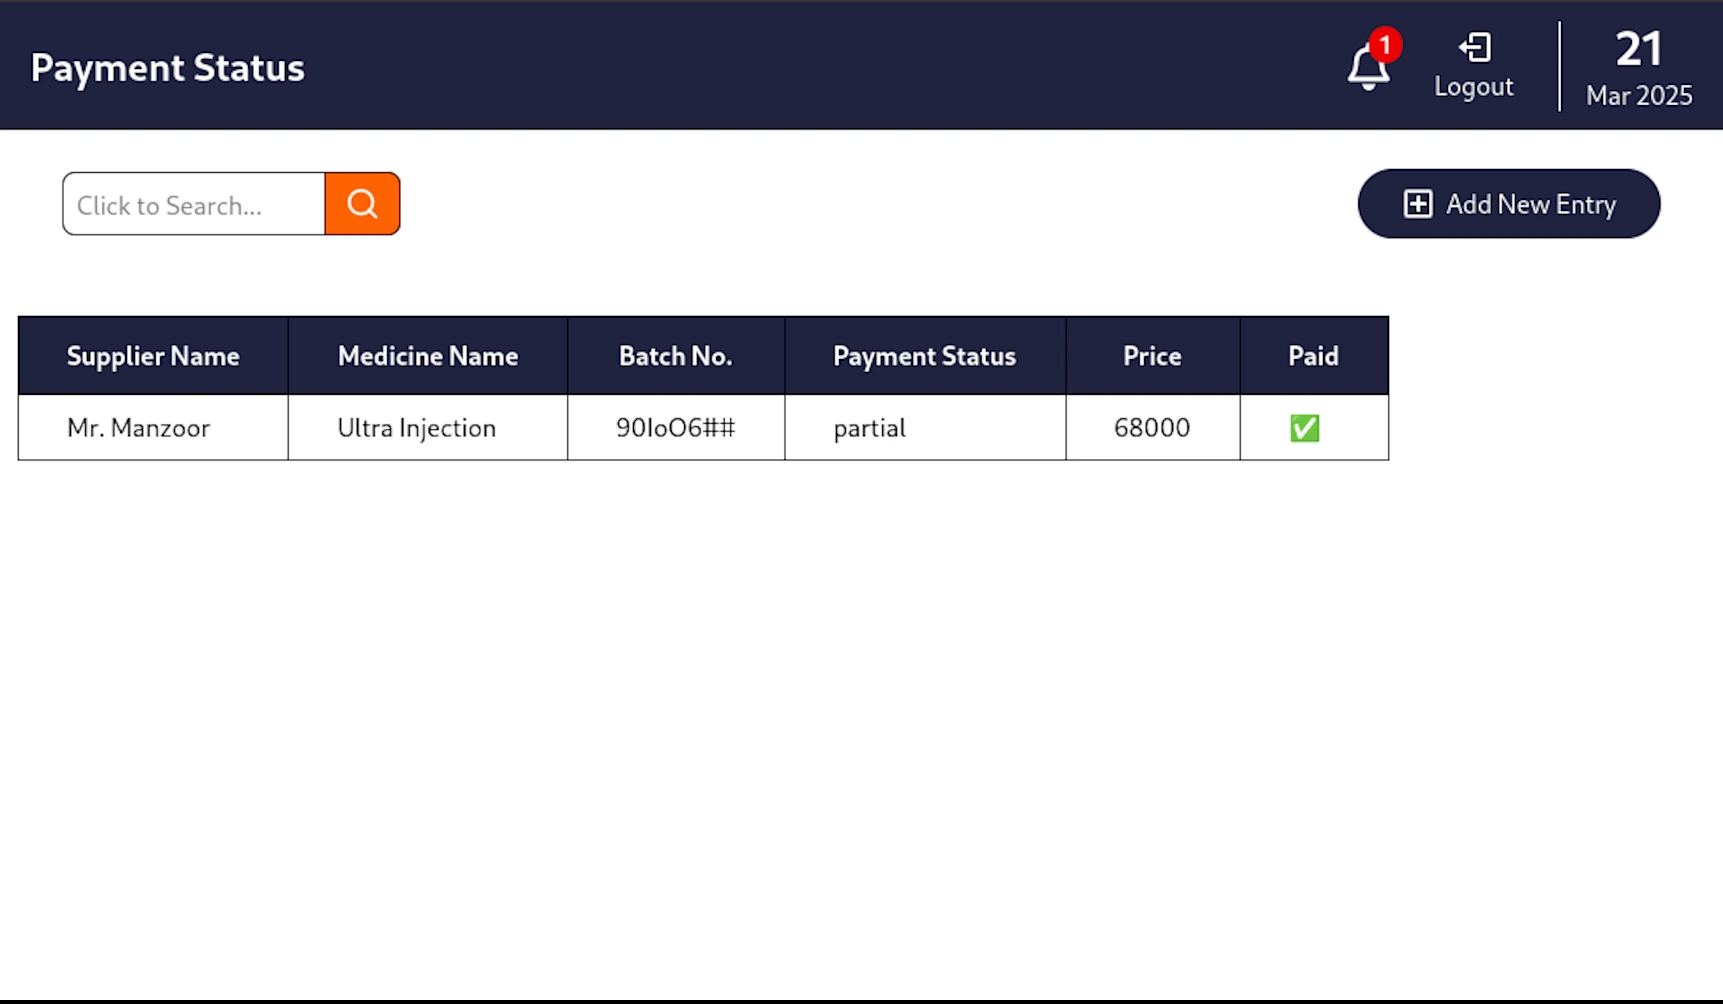 Payment Status
1
Logout
21
Mar 2025
Click to Search...
Add New Entry
Supplier Name Medicine Name Batch No. Payment Status Price Paid
Mr. Manzoor Ultra Injection 90IoO6## partial 68000 ✅